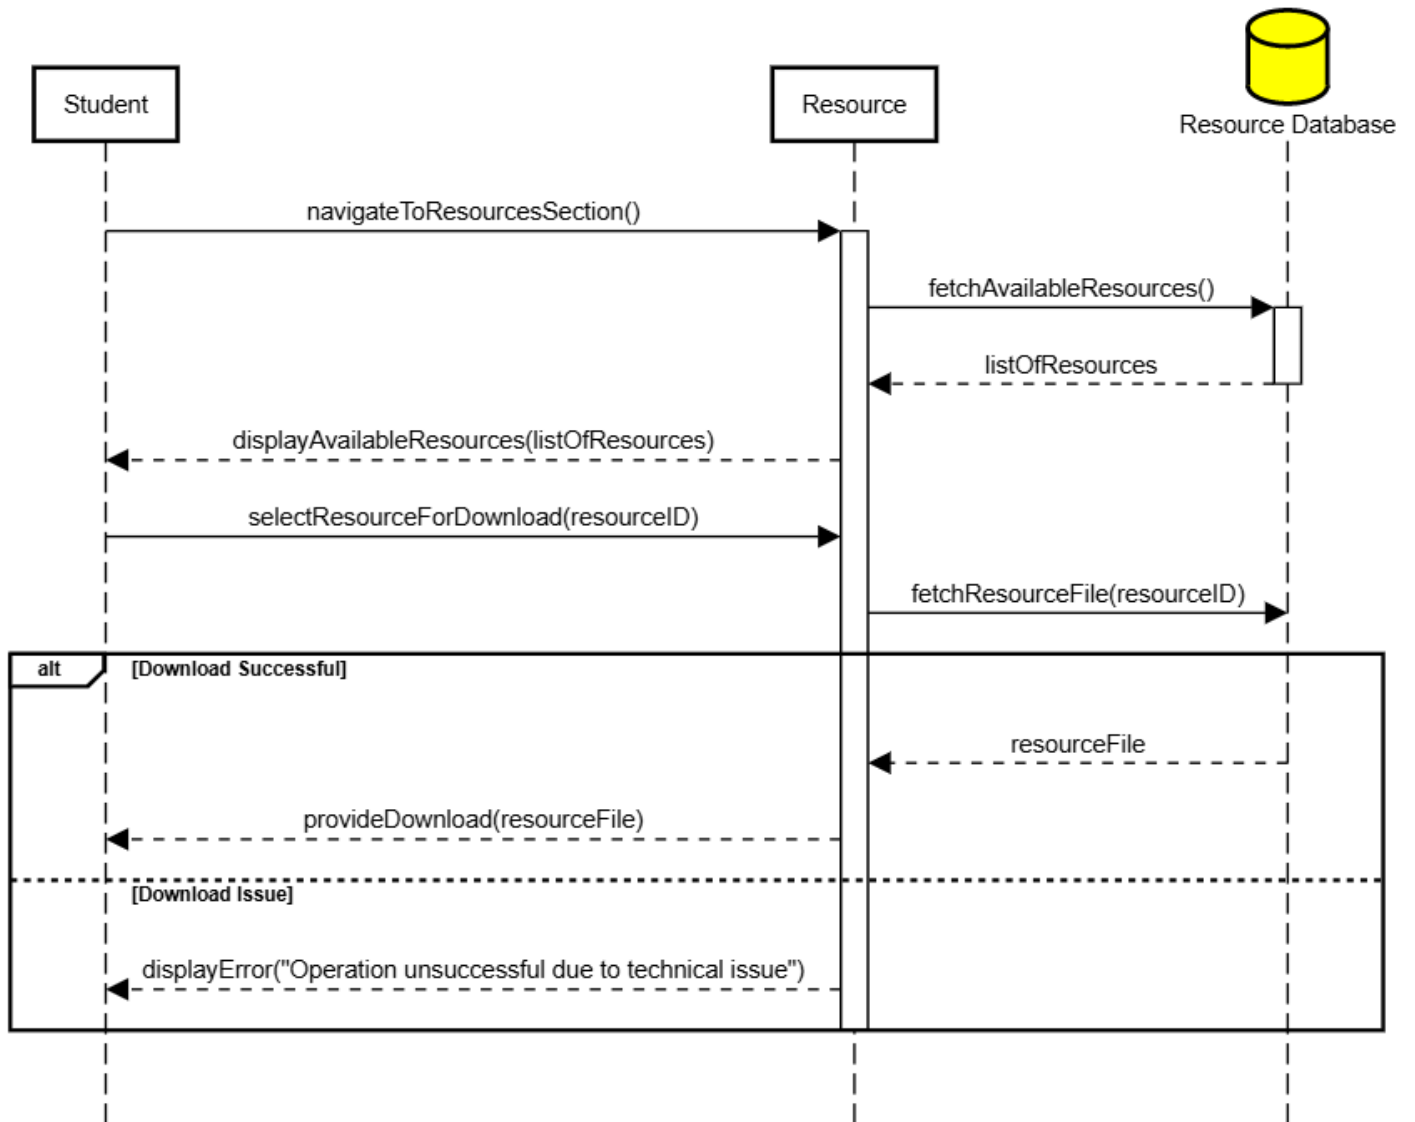 Student
Resource
Resource Database
navigateToResourcesSection()
fetchAvailableResources()
listOfResources
displayAvailableResources(listOfResources)
selectResourceForDownload(resourceID)
fetchResourceFile(resourceID)
alt
[Download Successful]
resourceFile
provideDownload(resourceFile)
[Download Issue]
displayError("Operation unsuccessful due to technical issue")